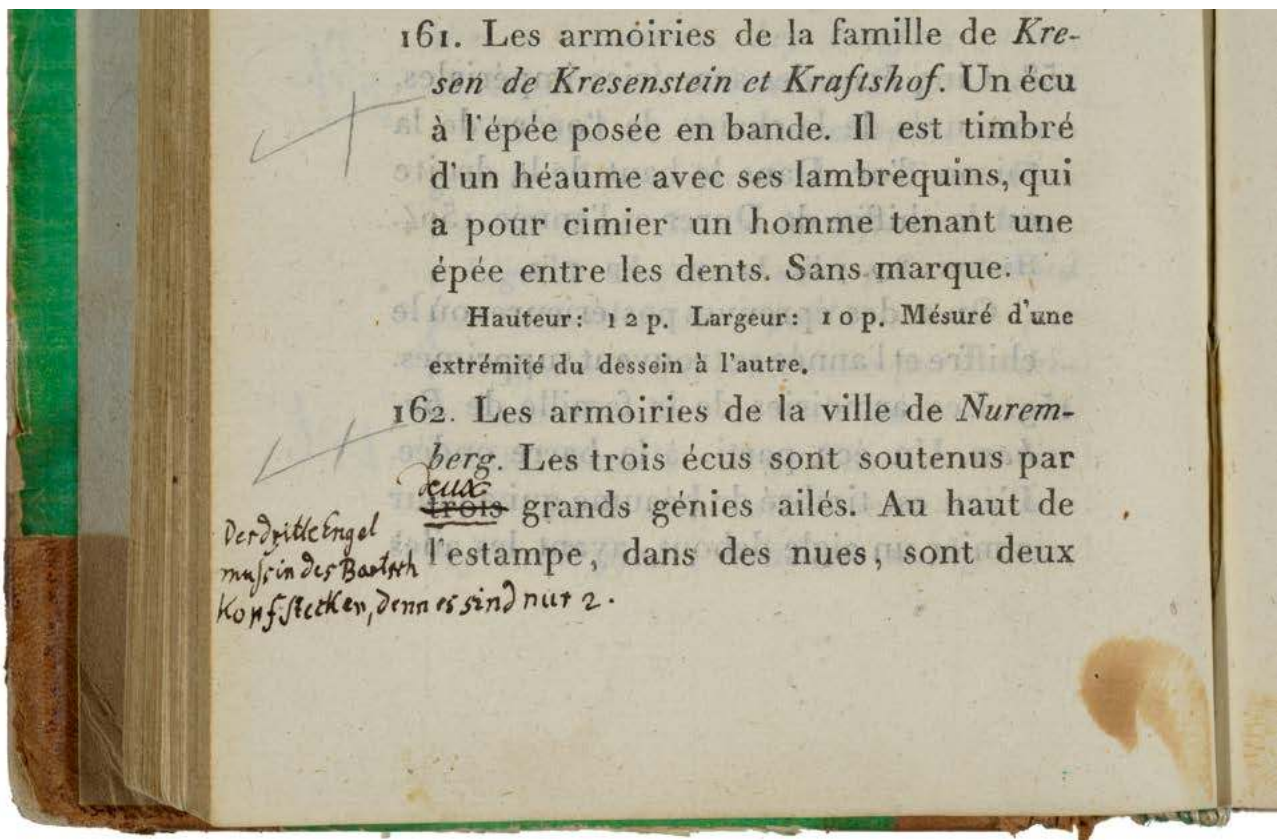 161. Les armoiries de la famille de Kre-
sen de Kresenstein et Kraftshof. Un écu
à l'épée posée en bande. Il est timbré
d'un héaume avec ses lambrequins, qui
a pour cimier un homme tenant une
épée entre les dents. Sans marque.
Hauteur: 12 p. Largeur: 10 p. Mésuré d'une
extrémité du dessein à l'autre.
162. Les armoiries de la ville de Nurem-
berg. Les trois écus sont soutenus par
deux
trois grands génies ailés. Au haut de
l'estampe, dans des nues, sont deux
Der dritte Engel
muss in des Bartsch
Kopf stecken, denn es sind nur 2.